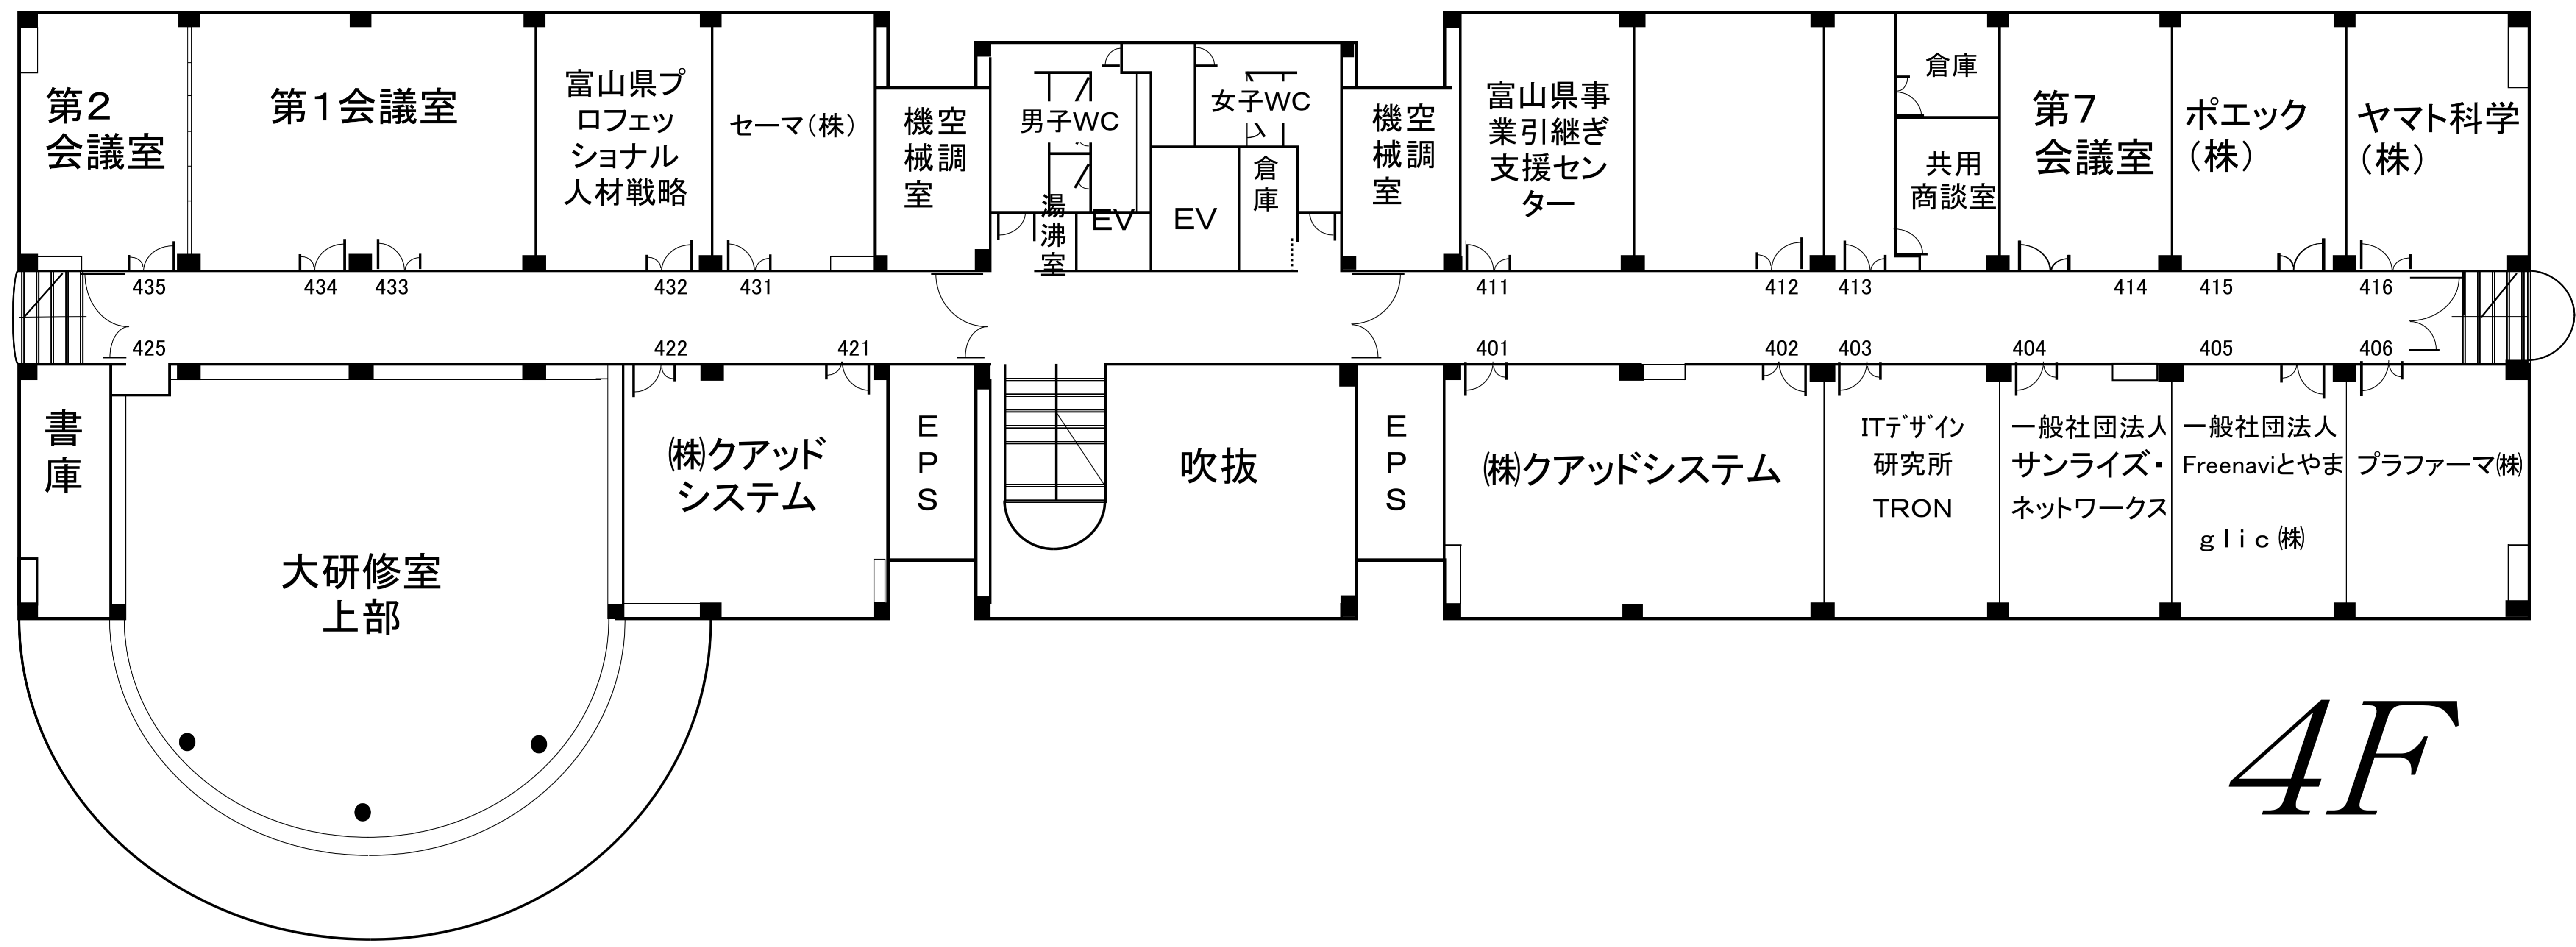 第２
会議室
第１会議室
富山県プ
ロフェッ
ショナル
人材戦略
セーマ（株）
空調
機械室
男子WC
湯沸室
EV
EV
女子WC
倉庫
空調
機械室
富山県事
業引継ぎ
支援セン
ター
倉庫
共用
商談室
第７
会議室
ポエック
（株）
ヤマト科学
（株）
435
434
433
432
431
411
412
413
414
415
416
425
422
421
401
402
403
404
405
406
書庫
大研修室
上部
㈱クアッド
システム
EPS
吹抜
EPS
㈱クアッドシステム
ITﾃﾞｻﾞｲﾝ
研究所
TRON
一般社団法人
サンライズ・
ネットワークス
一般社団法人
Freenaviとやま
ｇｌｉｃ㈱
プラファーマ㈱
4F